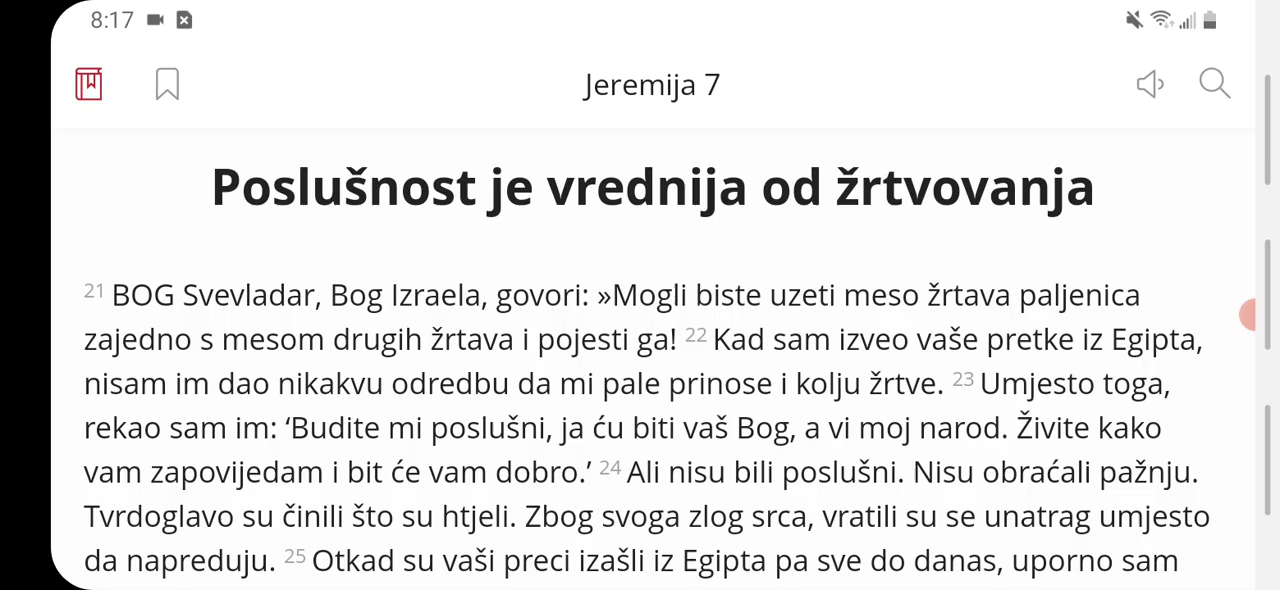 8:17
Jeremija 7
Poslušnost je vrednija od žrtvovanja
21 BOG Svevladar, Bog Izraela, govori: »Mogli biste uzeti meso žrtava paljenica
zajedno s mesom drugih žrtava i pojesti ga! 22 Kad sam izveo vaše pretke iz Egipta,
nisam im dao nikakvu odredbu da mi pale prinose i kolju žrtve. 23 Umjesto toga,
rekao sam im: ‘Budite mi poslušni, ja ću biti vaš Bog, a vi moj narod. Živite kako
vam zapovijedam i bit će vam dobro.’ 24 Ali nisu bili poslušni. Nisu obraćali pažnju.
Tvrdoglavo su činili što su htjeli. Zbog svoga zlog srca, vratili su se unatrag umjesto
da napreduju. 25 Otkad su vaši preci izašli iz Egipta pa sve do danas, uporno sam